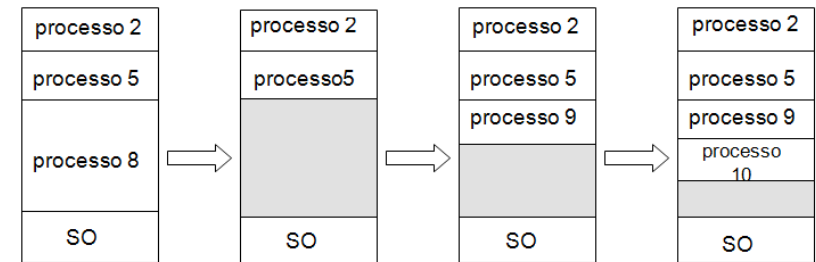 processo 2
processo 5
processo 8
SO
processo 2
processo5
SO
processo 2
processo 5
processo 9
SO
processo 2
processo 5
processo 9
processo
10
SO